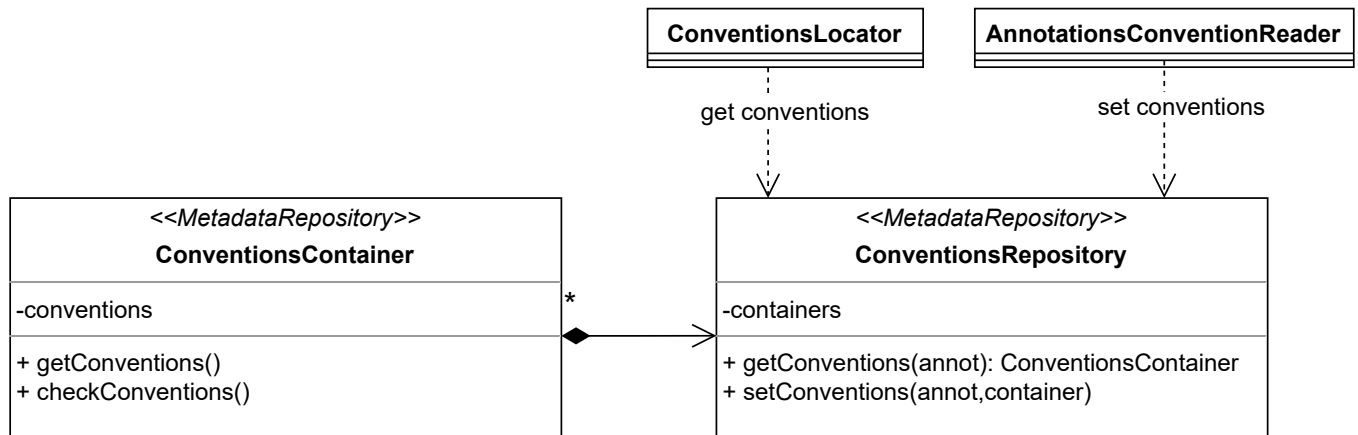 ConventionsLocator
AnnotationsConventionReader
get conventions
set conventions
<<MetadataRepository>>
ConventionsContainer
-conventions
+ getConventions()
+ checkConventions()
*
<<MetadataRepository>>
ConventionsRepository
-containers
+ getConventions(annot): ConventionsContainer
+ setConventions(annot,container)